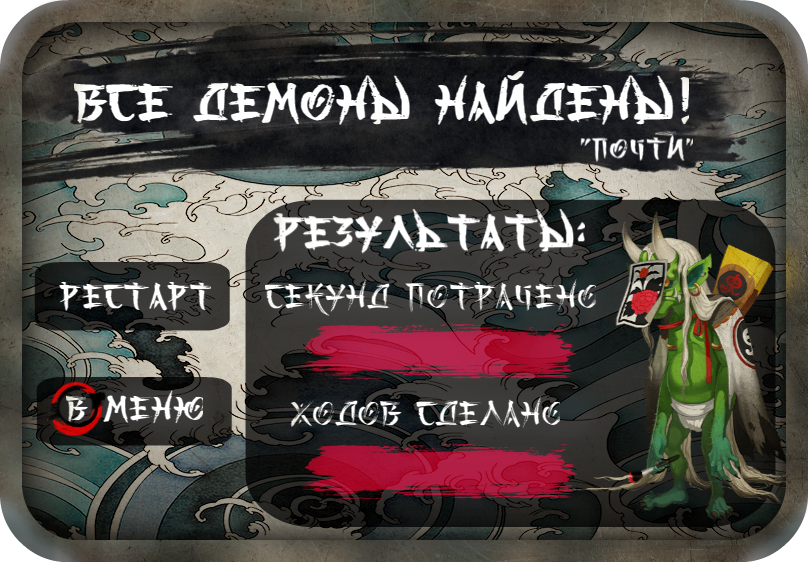 ВСЕ ДЕМОНЫ НАЙДЕНЫ!
"ПОЧТИ"
РЕЗУЛЬТАТЫ:
РЕСТАРТ
СЕКУНД ПОТРАЧЕНО
В МЕНЮ
ХОДОВ СДЕЛАНО